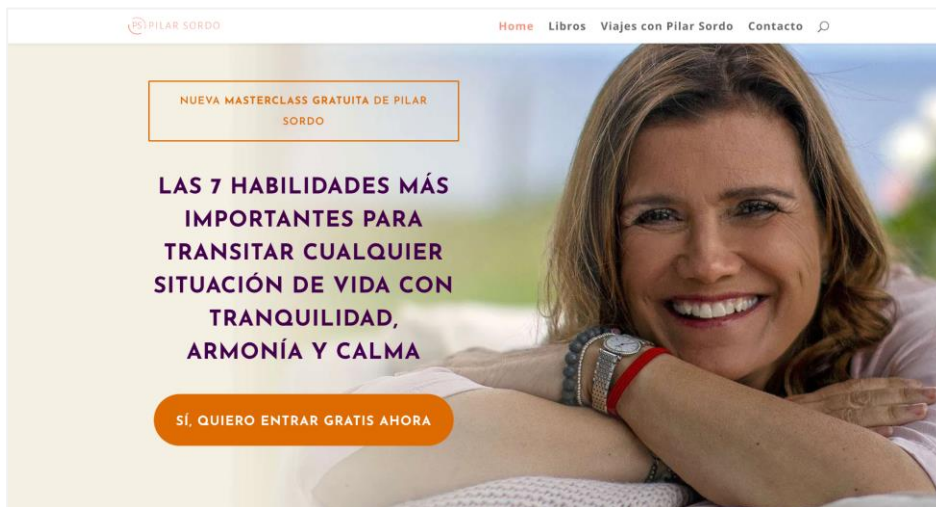 PS PILAR SORDO
Home Libros Viajes con Pilar Sordo Contacto
NUEVA MASTERCLASS GRATUITA DE PILAR
SORDO
LAS 7 HABILIDADES MÁS
IMPORTANTES PARA
TRANSITAR CUALQUIER
SITUACIÓN DE VIDA CON
TRANQUILIDAD,
ARMONÍA Y CALMA
SÍ, QUIERO ENTRAR GRATIS AHORA